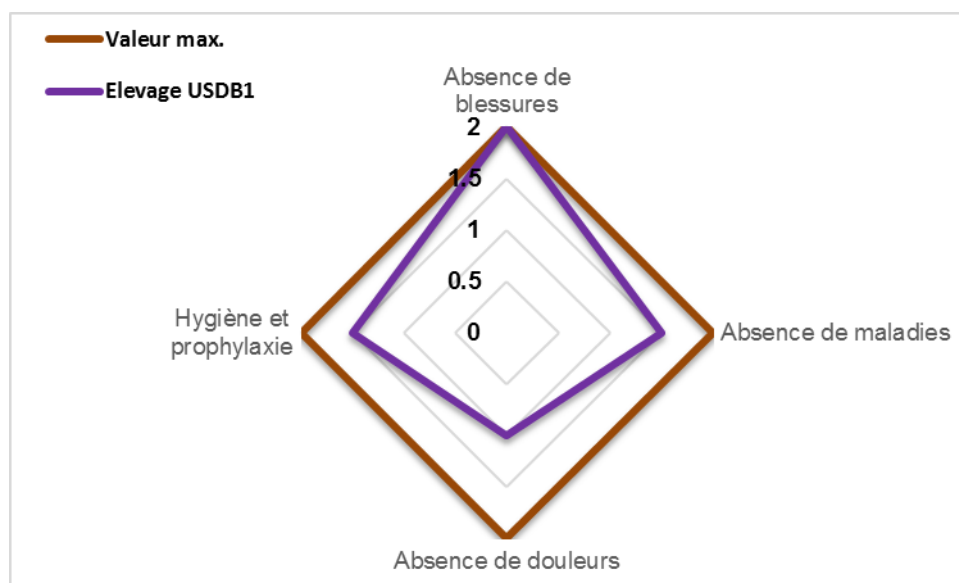 Valeur max.
Elevage USDB1
Absence de
blessures
2
1.5
1
0.5
0
Hygiène et
prophylaxie
Absence de maladies
Absence de douleurs